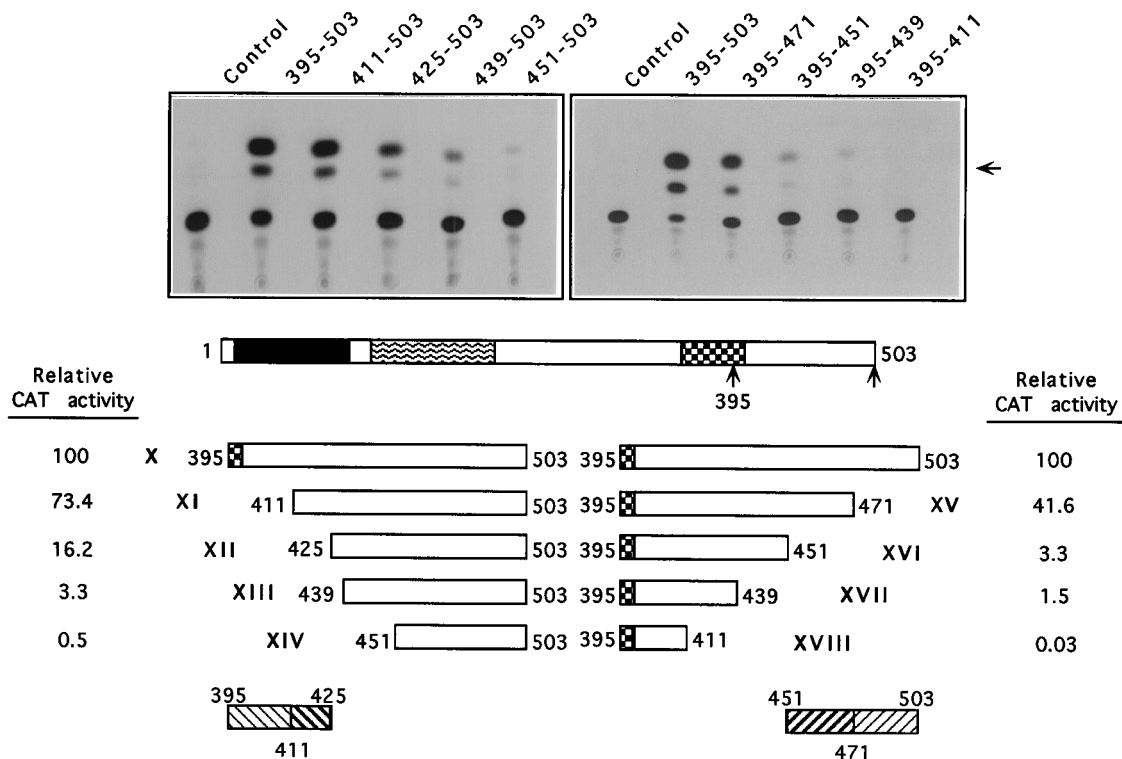 Control 395-503 411-503 425-503 439-503 451-503
Control 395-503 395-471 395-451 395-439 395-411
1 503
395
Relative
CAT activity
Relative
CAT activity
100 X 395 503 395 503 100
73.4 XI 411 503 395 471 XV 41.6
16.2 XII 425 503 395 451 XVI 3.3
3.3 XIII 439 503 395 439 XVII 1.5
0.5 XIV 451 503 395 411 XVIII 0.03
395 425 451 503
411 471